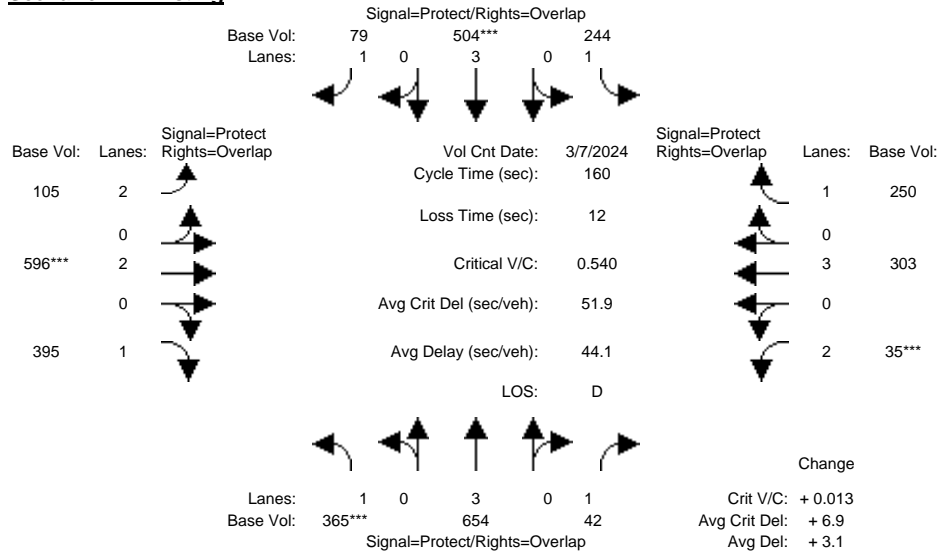 Signal=Protect/Rights=Overlap
Base Vol: 79 504*** 244
Lanes: 1 0 3 0 1
Signal=Protect
Rights=Overlap
Base Vol: Lanes:
Vol Cnt Date: 3/7/2024
Signal=Protect
Rights=Overlap
Lanes: Base Vol:
Cycle Time (sec): 160
105 2
1 250
Loss Time (sec): 12
0
0
596*** 2
Critical V/C: 0.540
3 303
0
Avg Crit Del (sec/veh): 51.9
0
395 1
Avg Delay (sec/veh): 44.1
2 35***
LOS: D
Lanes: 1 0 3 0 1
Base Vol: 365*** 654 42
Signal=Protect/Rights=Overlap
Change
Crit V/C: + 0.013
Avg Crit Del: + 6.9
Avg Del: + 3.1